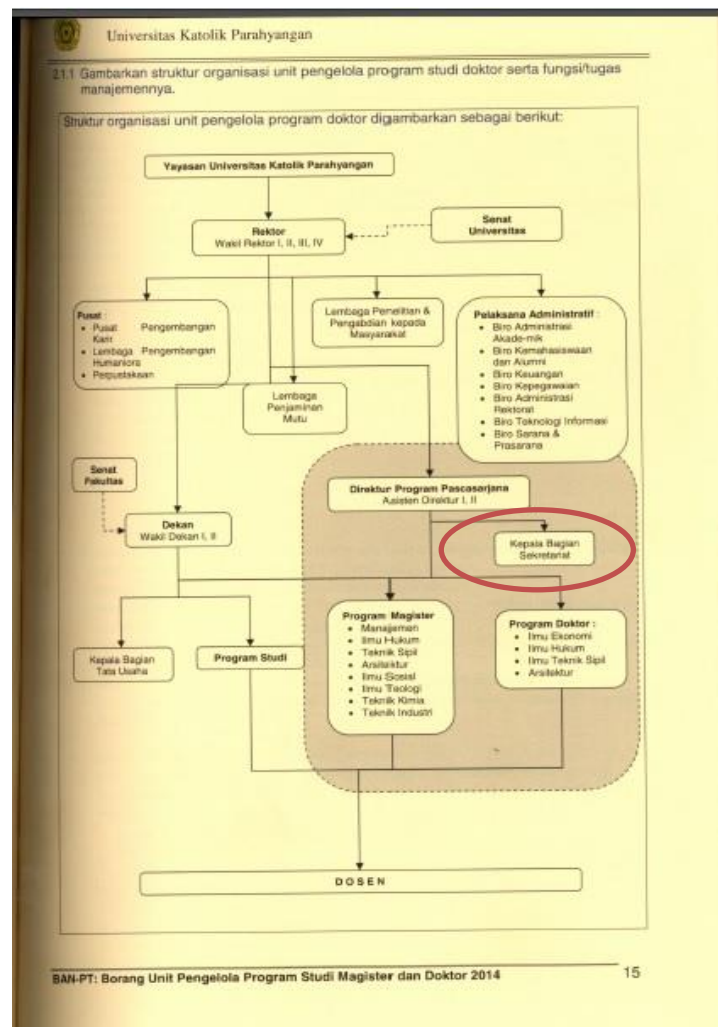 Universitas Katolik Parahyangan
2.1.1 Gambarkan struktur organisasi unit pengelola program studi doktor serta fungsi/tugas
manajemennya.
Struktur organisasi unit pengelola program doktor digambarkan sebagai berikut:
Yayasan Universitas Katolik Parahyangan
Rektor
Wakil Rektor I, II, III, IV
Senat
Universitas
Pusat :
• Pusat Pengembangan
Karir
• Lembaga Pengembangan
Humaniora
• Perpustakaan
Lembaga Penelitian &
Pengabdian kepada
Masyarakat
Pelaksana Administratif :
• Biro Administrasi
Akade-mik
• Biro Kemahasiswaan
dan Alumni
• Biro Keuangan
• Biro Kepegawaian
• Biro Administrasi
Rektorat
• Biro Teknologi Informasi
• Biro Sarana &
Prasarana
Lembaga
Penjaminan
Mutu
Senat
Fakultas
Direktur Program Pascasarjana
Asisten Direktur I, II
Dekan
Wakil Dekan I, II
Kepala Bagian
Sekretariat
Kepala Bagian
Tata Usaha
Program Studi
Program Magister
• Manajemen
• Ilmu Hukum
• Teknik Sipil
• Arsitektur
• Ilmu Sosial
• Ilmu Teologi
• Teknik Kimia
• Teknik Industri
Program Doktor :
• Ilmu Ekonomi
• Ilmu Hukum
• Ilmu Teknik Sipil
• Arsitektur
DOSEN
BAN-PT: Borang Unit Pengelola Program Studi Magister dan Doktor 2014
15